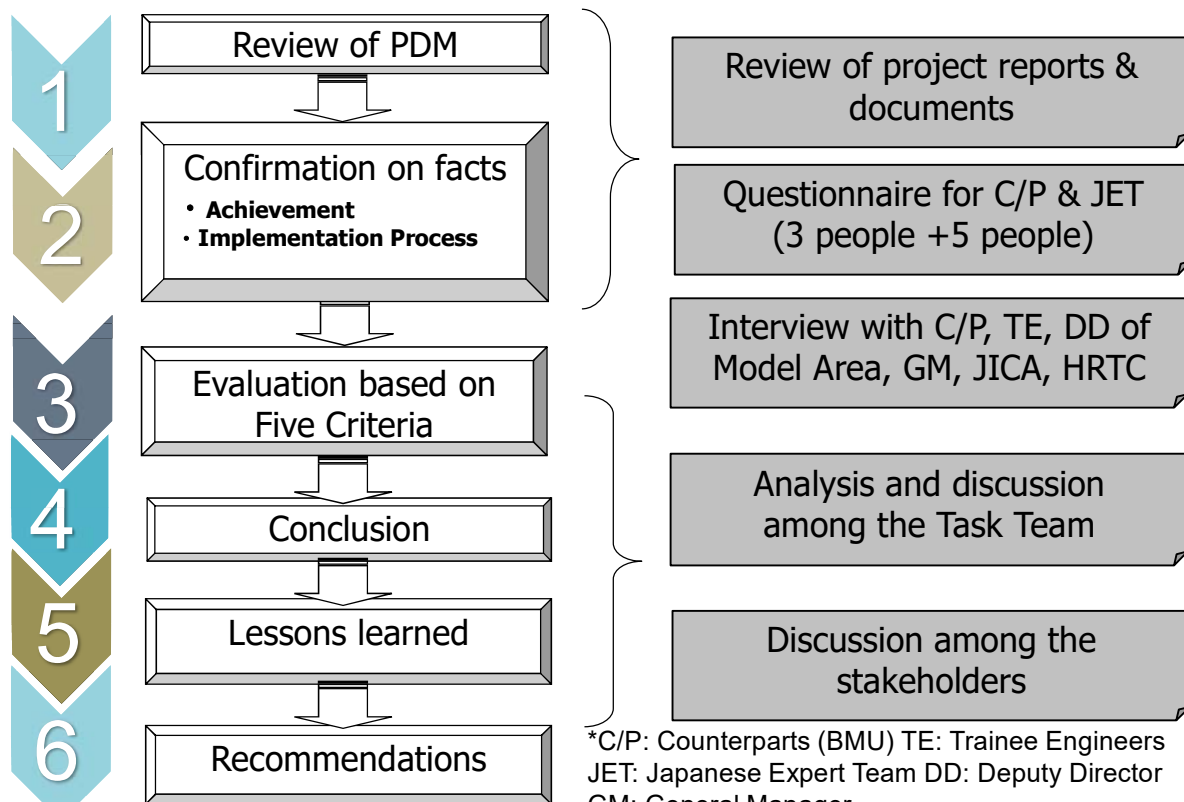 1
Review of PDM
2
Confirmation on facts
• Achievement
• Implementation Process
3
Evaluation based on
Five Criteria
4
Conclusion
5
Lessons learned
6
Recommendations
Review of project reports &
documents
Questionnaire for C/P & JET
(3 people +5 people)
Interview with C/P, TE, DD of
Model Area, GM, JICA, HRTC
Analysis and discussion
among the Task Team
Discussion among the
stakeholders
*C/P: Counterparts (BMU) TE: Trainee Engineers
JET: Japanese Expert Team DD: Deputy Director
GM: General Manager